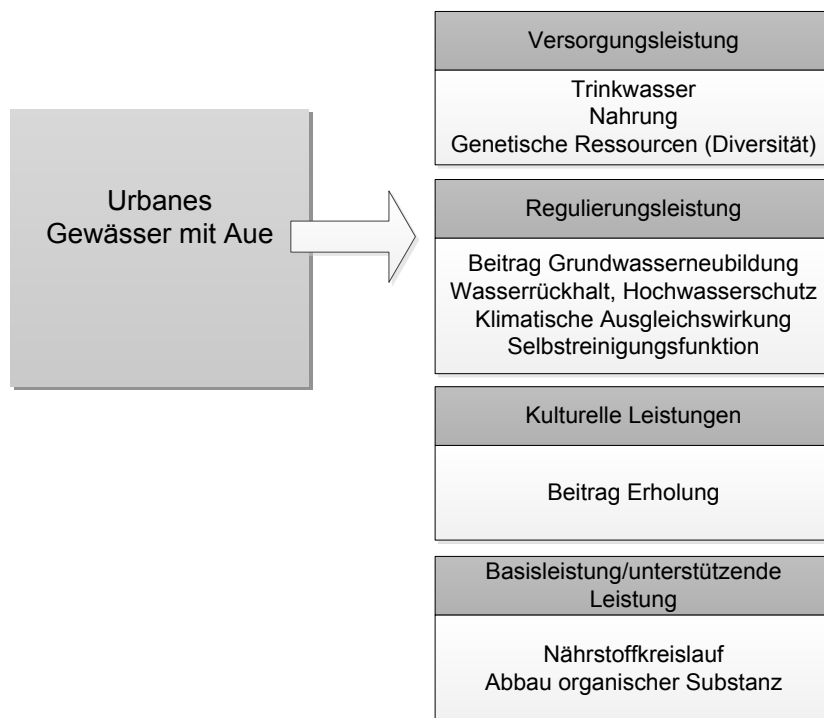 Urbanes
Gewässer mit Aue
Versorgungsleistung
Trinkwasser
Nahrung
Genetische Ressourcen (Diversität)
Regulierungsleistung
Beitrag Grundwasserneubildung
Wasserrückhalt, Hochwasserschutz
Klimatische Ausgleichswirkung
Selbstreinigungsfunktion
Kulturelle Leistungen
Beitrag Erholung
Basisleistung/unterstützende
Leistung
Nährstoffkreislauf
Abbau organischer Substanz